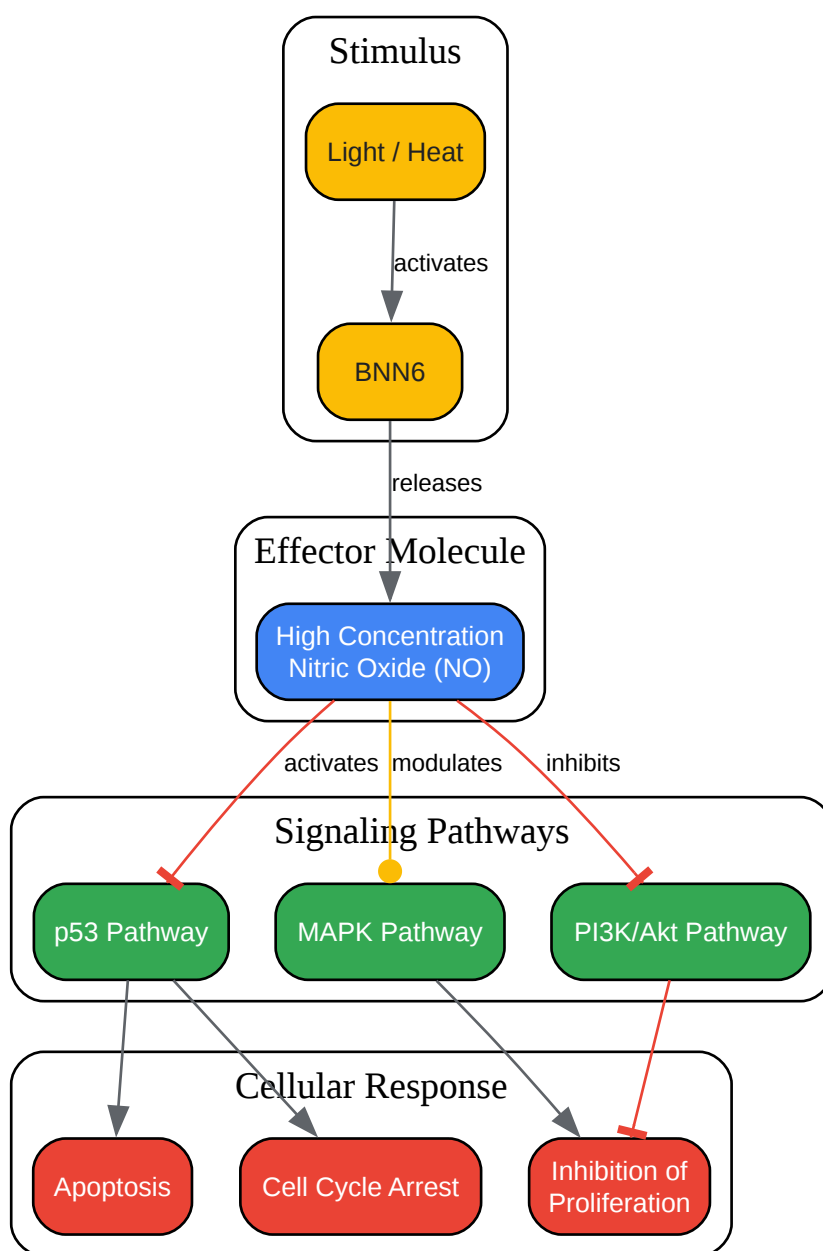 Stimulus
Light / Heat
activates
BNN6
releases
Effector Molecule
High Concentration
Nitric Oxide (NO)
activates
modulates
inhibits
Signaling Pathways
p53 Pathway
MAPK Pathway
PI3K/Akt Pathway
Cellular Response
Apoptosis
Cell Cycle Arrest
Inhibition of
Proliferation